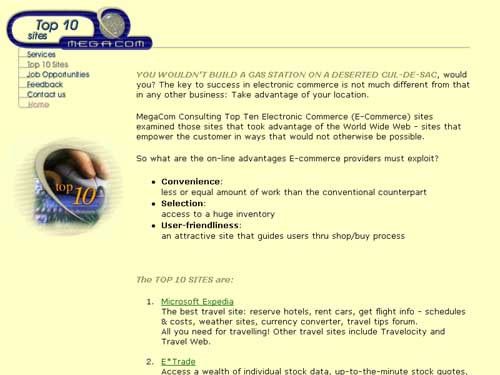 Top 10
sites
MEGACOM
Services
Top 10 Sites
Job Opportunities
Feedback
Contact us
Home
top
10
YOU WOULDN'T BUILD A GAS STATION ON A DESERTED CUL-DE-SAC, would
you? The key to success in electronic commerce is not much different from that
in any other business: Take advantage of your location.
MegaCom Consulting Top Ten Electronic Commerce (E-Commerce) sites
examined those sites that took advantage of the World Wide Web - sites that
empower the customer in ways that would not otherwise be possible.
So what are the on-line advantages E-commerce providers must exploit?
• Convenience:
less or equal amount of work than the conventional counterpart
• Selection:
access to a huge inventory
• User-friendliness:
an attractive site that guides users thru shop/buy process
The TOP 10 SITES are:
1. Microsoft Expedia
The best travel site: reserve hotels, rent cars, get flight info - schedules
& costs, weather sites, currency converter, travel tips forum.
All you need for travelling! Other travel sites include Travelocity and
Travel Web.
2. E*Trade
Access a wealth of individual stock data, up-to-the-minute stock quotes,